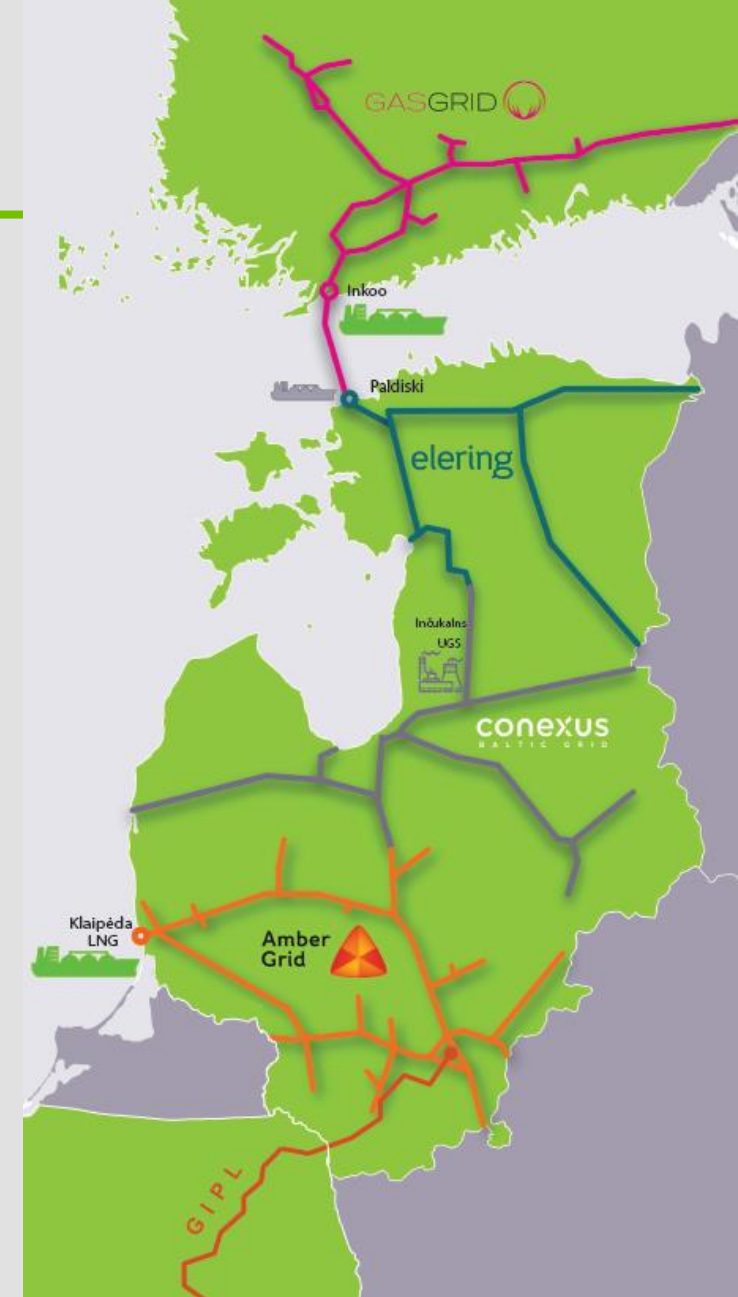 GASGRID
Inkoo
Paldiski
elering
Inčukalns
UGS
conexus
BALTIC GRID
Klaipėda
LNG
Amber
Grid
GIPL